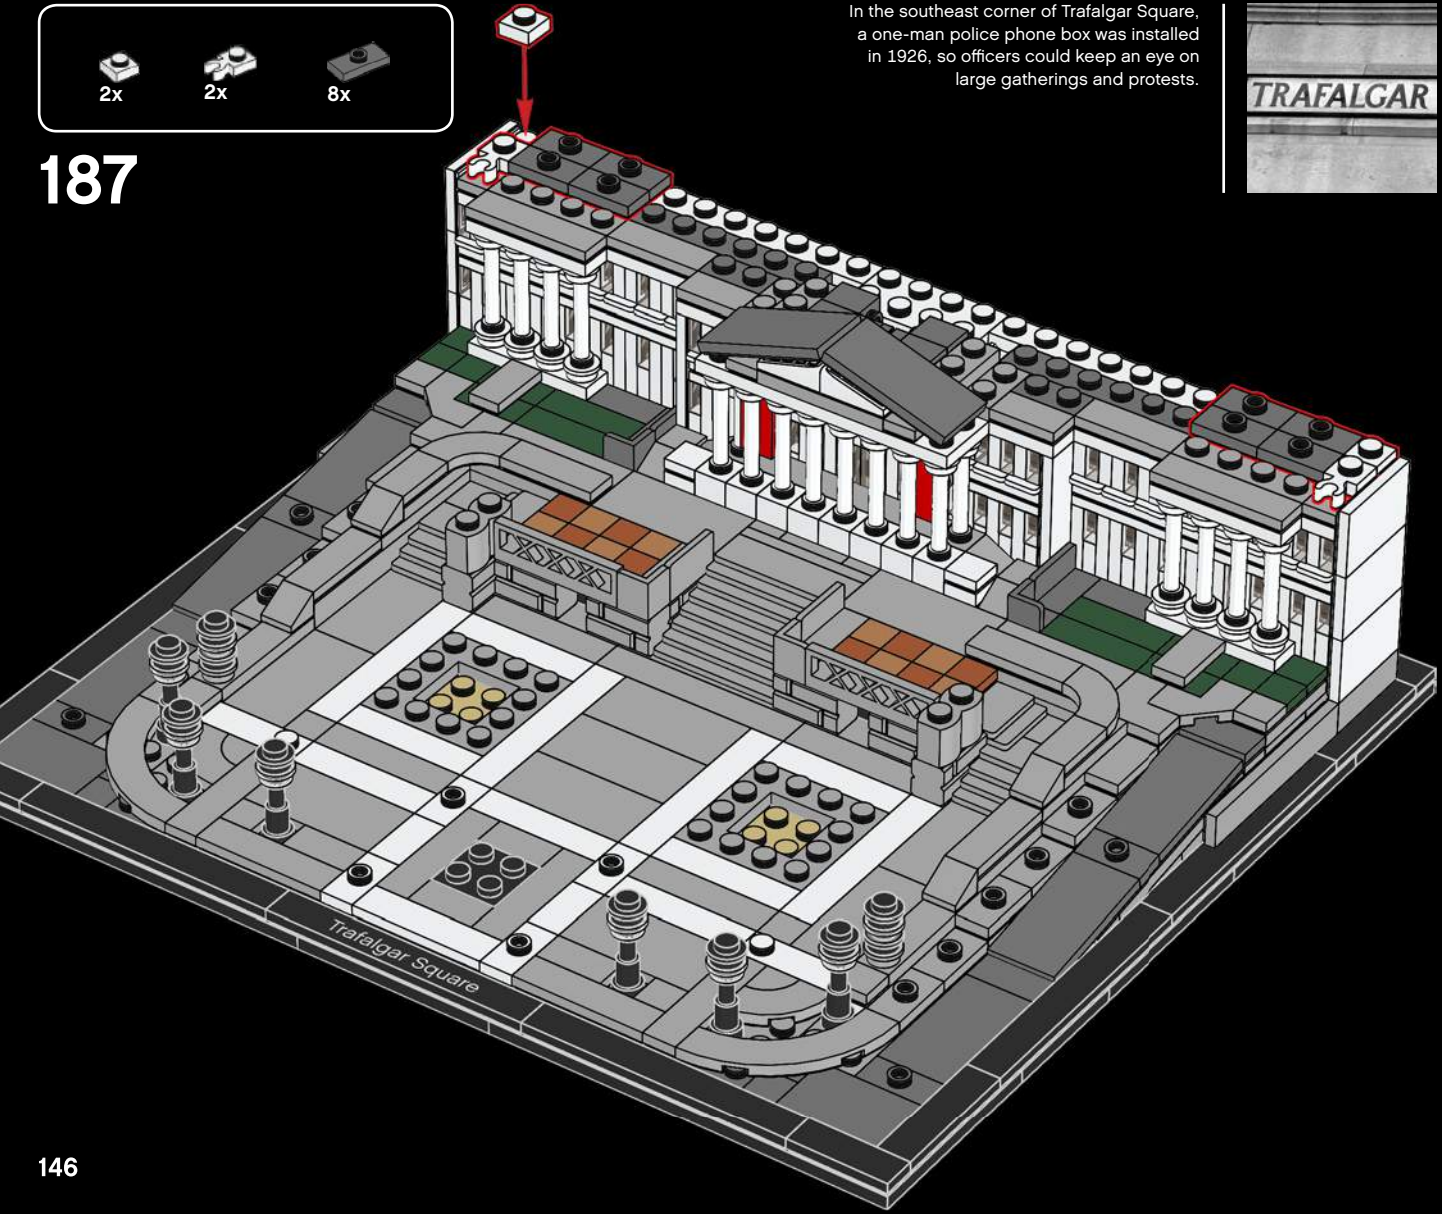 2x
2x
8x
187
In the southeast corner of Trafalgar Square,
a one-man police phone box was installed
in 1926, so officers could keep an eye on
large gatherings and protests.
TRAFALGAR
Trafalgar Square
146